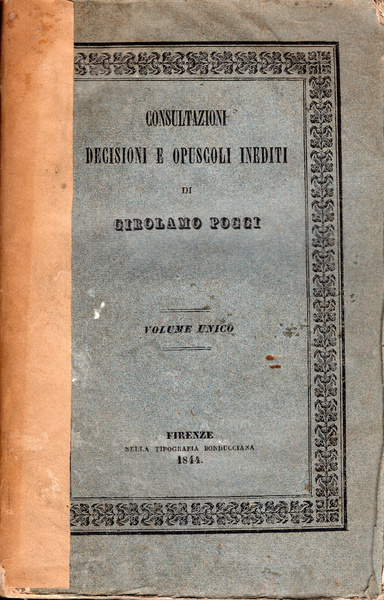 CONSULTAZIONI
DECISIONI E OPUSCOLI INEDITI
DI
GIROLAMO POGGI
VOLUME UNICO
FIRENZE
NELLA TIPOGRAFIA BONDUCCIANA
1844.